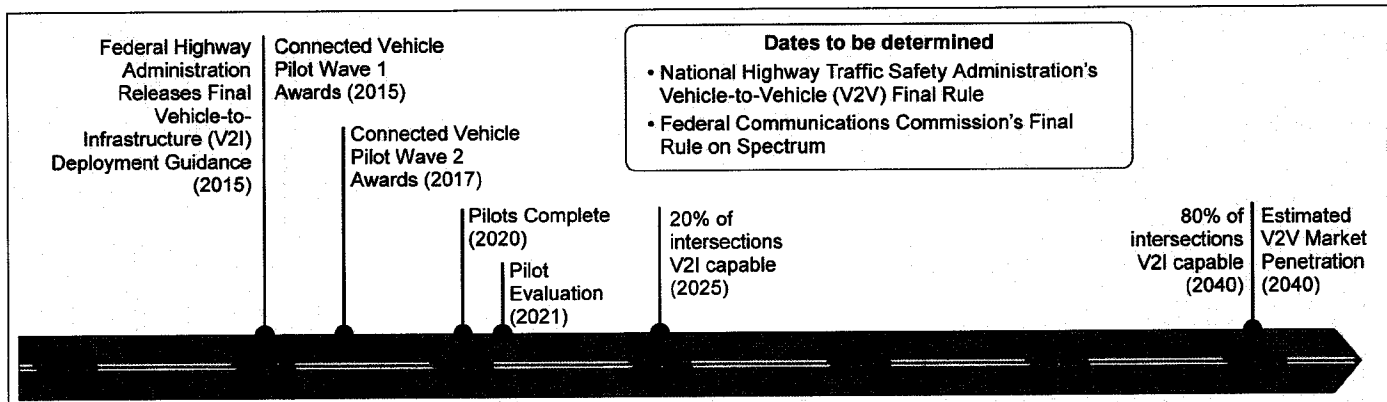 Federal Highway
Administration
Releases Final
Vehicle-to-
Infrastructure (V2I)
Deployment Guidance
(2015)
Connected Vehicle
Pilot Wave 1
Awards (2015)
Connected Vehicle
Pilot Wave 2
Awards (2017)
Pilots Complete
(2020)
Pilot
Evaluation
(2021)
Dates to be determined
• National Highway Traffic Safety Administration's
Vehicle-to-Vehicle (V2V) Final Rule
• Federal Communications Commission's Final
Rule on Spectrum
20% of
intersections
V2I capable
(2025)
80% of
intersections
V2I capable
(2040)
Estimated
V2V Market
Penetration
(2040)